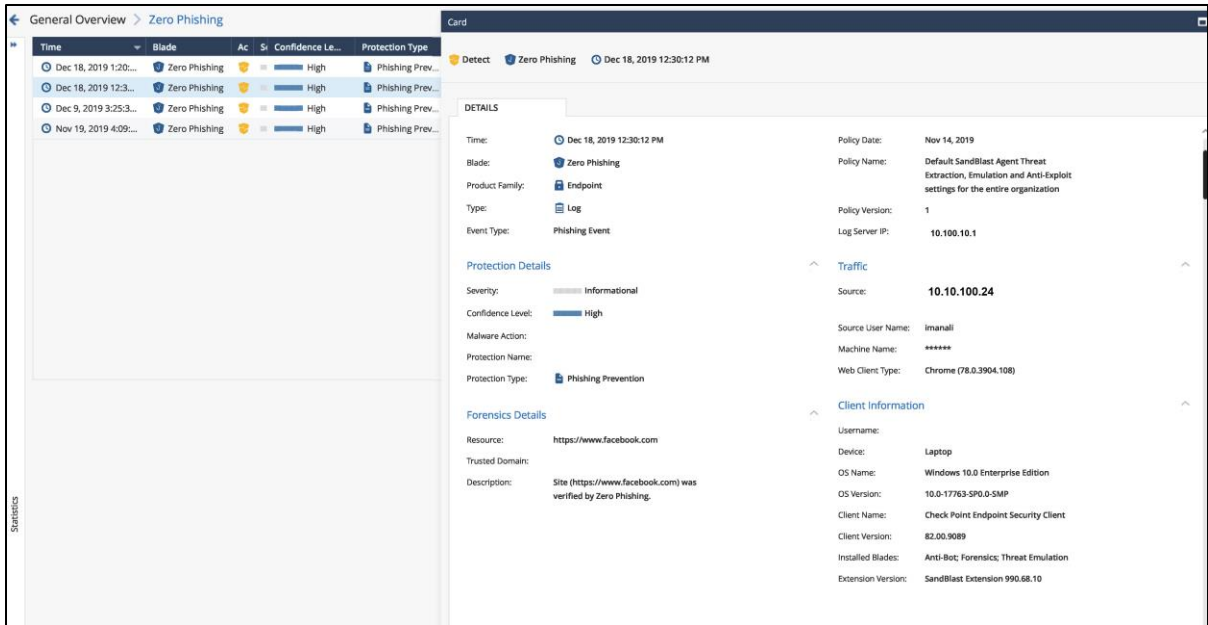 General Overview > Zero Phishing
Time Blade Ac Se Confidence Le... Protection Type
Dec 18, 2019 1:20:... Zero Phishing High Phishing Prev...
Dec 18, 2019 12:3... Zero Phishing High Phishing Prev...
Dec 9, 2019 3:25:3... Zero Phishing High Phishing Prev...
Nov 19, 2019 4:09:... Zero Phishing High Phishing Prev...
Statistics
Card
Detect Zero Phishing Dec 18, 2019 12:30:12 PM
DETAILS
Time: Dec 18, 2019 12:30:12 PM
Blade: Zero Phishing
Product Family: Endpoint
Type: Log
Event Type: Phishing Event
Protection Details
Severity: Informational
Confidence Level: High
Malware Action:
Protection Name:
Protection Type: Phishing Prevention
Forensics Details
Resource: https://www.facebook.com
Trusted Domain:
Description: Site (https://www.facebook.com) was
verified by Zero Phishing.
Policy Date: Nov 14, 2019
Policy Name: Default SandBlast Agent Threat
Extraction, Emulation and Anti-Exploit
settings for the entire organization
Policy Version: 1
Log Server IP: 10.100.10.1
Traffic
Source: 10.10.100.24
Source User Name: imanali
Machine Name: ******
Web Client Type: Chrome (78.0.3904.108)
Client Information
Username:
Device: Laptop
OS Name: Windows 10.0 Enterprise Edition
OS Version: 10.0-17763-SP0.0-SMP
Client Name: Check Point Endpoint Security Client
Client Version: 82.00.9089
Installed Blades: Anti-Bot; Forensics; Threat Emulation
Extension Version: SandBlast Extension 990.68.10